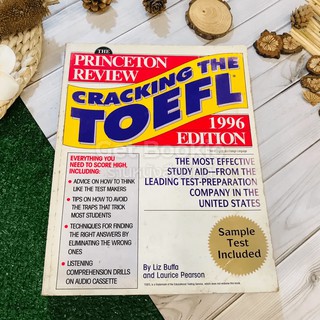 THE
PRINCETON
REVIEW
CRACKING THE
TOEFL
1996
EDITION
EVERYTHING YOU
NEED TO SCORE HIGH,
INCLUDING:
• ADVICE ON HOW TO THINK
LIKE THE TEST MAKERS
• TIPS ON HOW TO AVOID
THE TRAPS THAT TRICK
MOST STUDENTS
• TECHNIQUES FOR FINDING
THE RIGHT ANSWERS BY
ELIMINATING THE WRONG
ONES
• LISTENING
COMPREHENSION DRILLS
ON AUDIO CASSETTE
THE MOST EFFECTIVE
STUDY AID—FROM THE
LEADING TEST-PREPARATION
COMPANY IN THE
UNITED STATES
Sample
Test
Included
By Liz Buffa
and Laurice Pearson